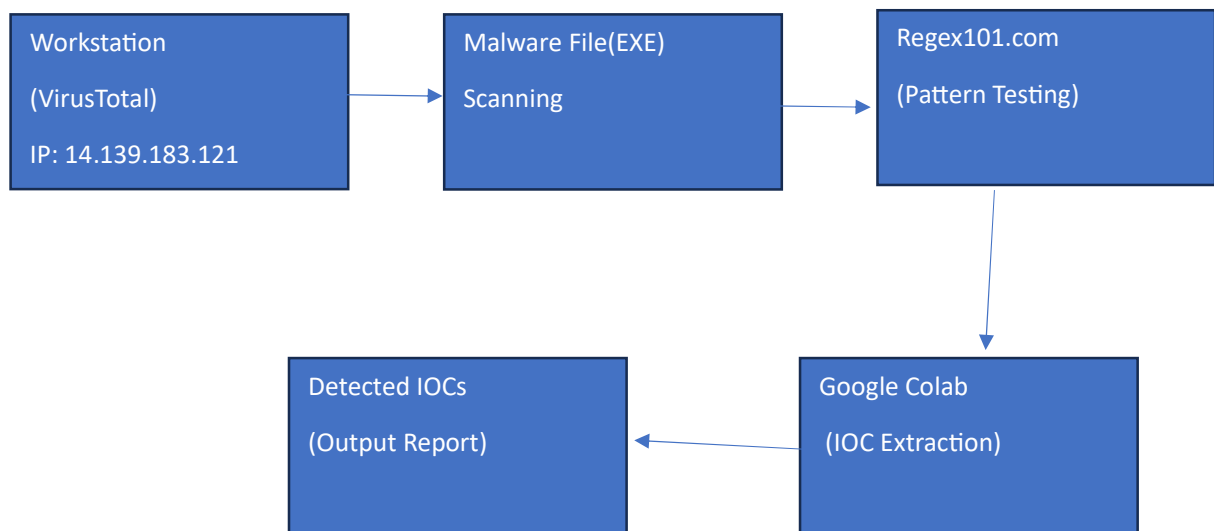 Workstation
(VirusTotal)
IP: 14.139.183.121
Malware File(EXE)
Scanning
Regex101.com
(Pattern Testing)
Google Colab
(IOC Extraction)
Detected IOCs
(Output Report)